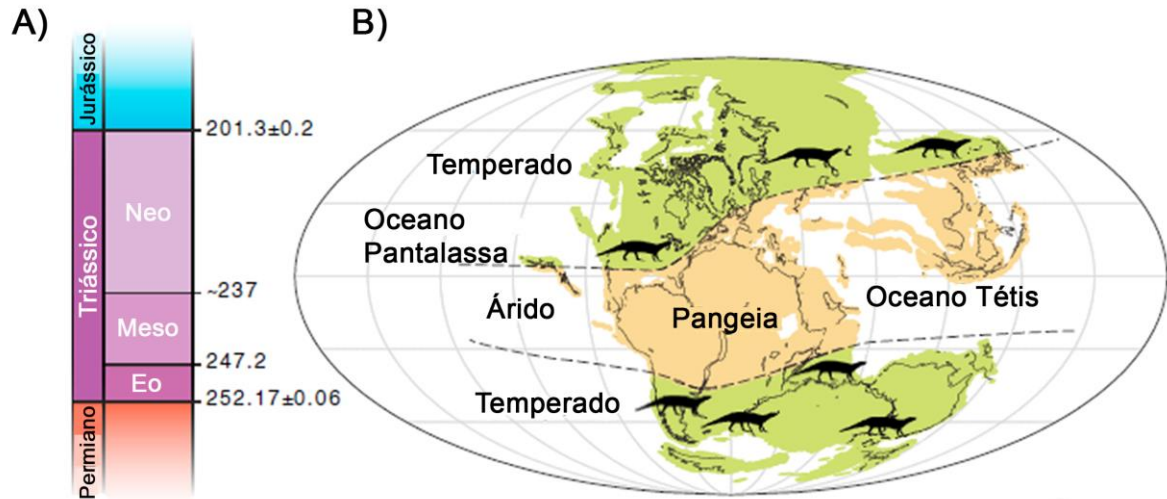 A)
Jurássico
Triássico
Permiano
Neo
Meso
Eo
201.3±0.2
~237
247.2
252.17±0.06
B)
Temperado
Oceano
Pantalassa
Árido
Pangeia
Oceano Tétis
Temperado